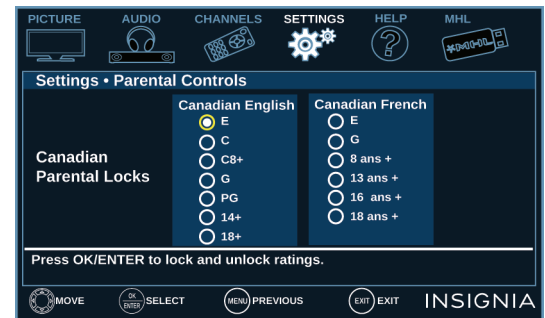 PICTURE AUDIO CHANNELS SETTINGS HELP MHL
Settings • Parental Controls
Canadian English Canadian French
E E
C G
C8+ 8 ans +
Canadian
Parental Locks
G 13 ans +
PG 16 ans +
14+ 18 ans +
18+
Press OK/ENTER to lock and unlock ratings.
MOVE OK ENTER SELECT MENU PREVIOUS EXIT EXIT INSIGNIA